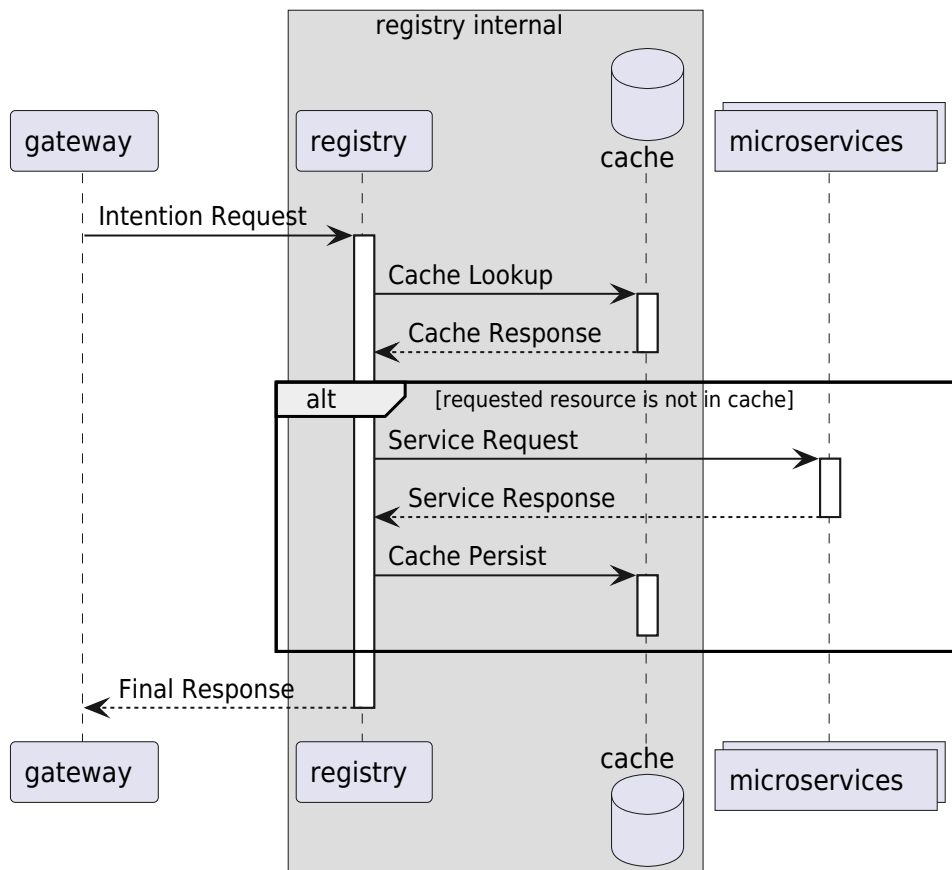 registry internal
gateway
registry
cache
microservices
Intention Request
Cache Lookup
Cache Response
alt
[requested resource is not in cache]
Service Request
Service Response
Cache Persist
Final Response
gateway
registry
cache
microservices